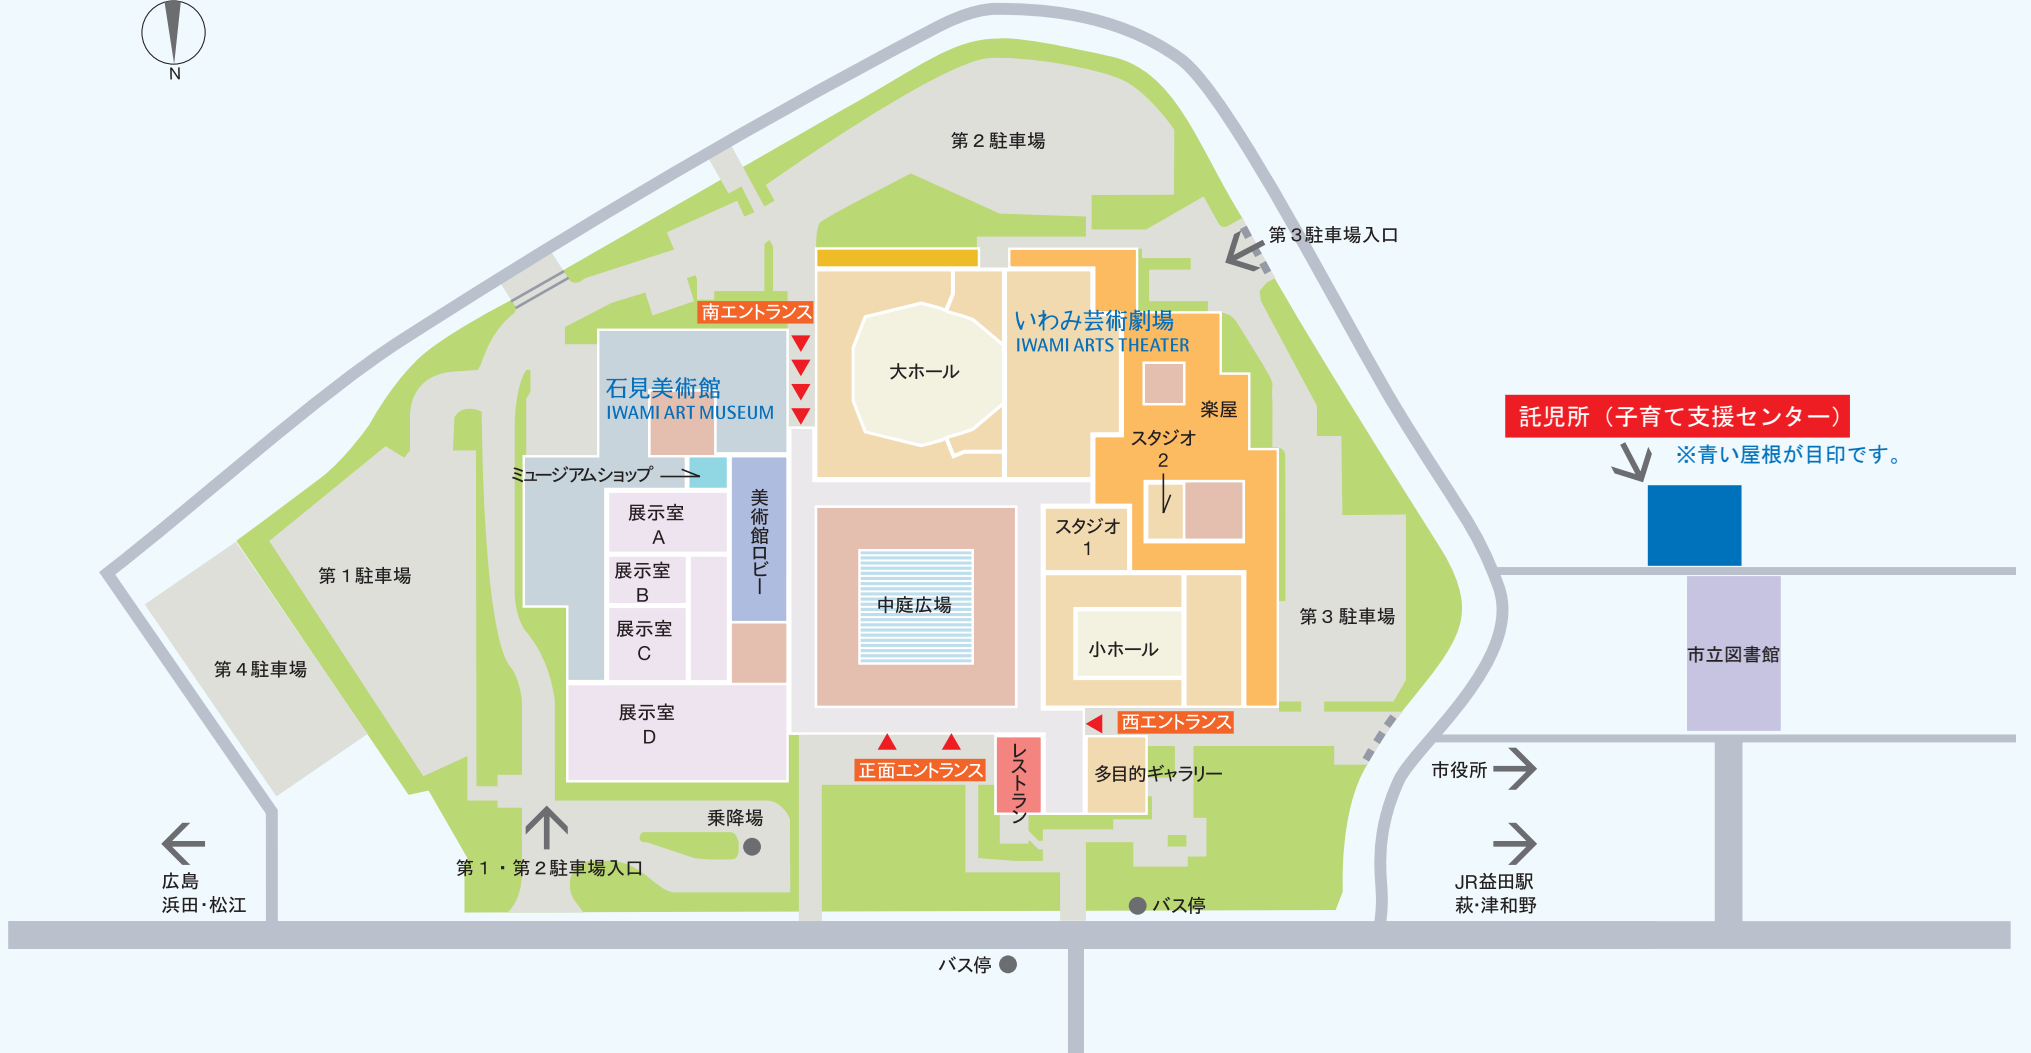 N
第2駐車場
第3駐車場入口
南エントランス
いわみ芸術劇場
IWAMI ARTS THEATER
大ホール
石見美術館
IWAMI ART MUSEUM
楽屋
託児所（子育て支援センター）
※青い屋根が目印です。
スタジオ
2
ミュージアムショップ
美術館ロビー
展示室
A
スタジオ
1
第1駐車場
展示室
B
中庭広場
第3駐車場
展示室
C
小ホール
市立図書館
第4駐車場
展示室
D
西エントランス
正面エントランス
レストラン
多目的ギャラリー
市役所
乗降場
第1・第2駐車場入口
広島
浜田・松江
JR益田駅
萩・津和野
バス停
バス停